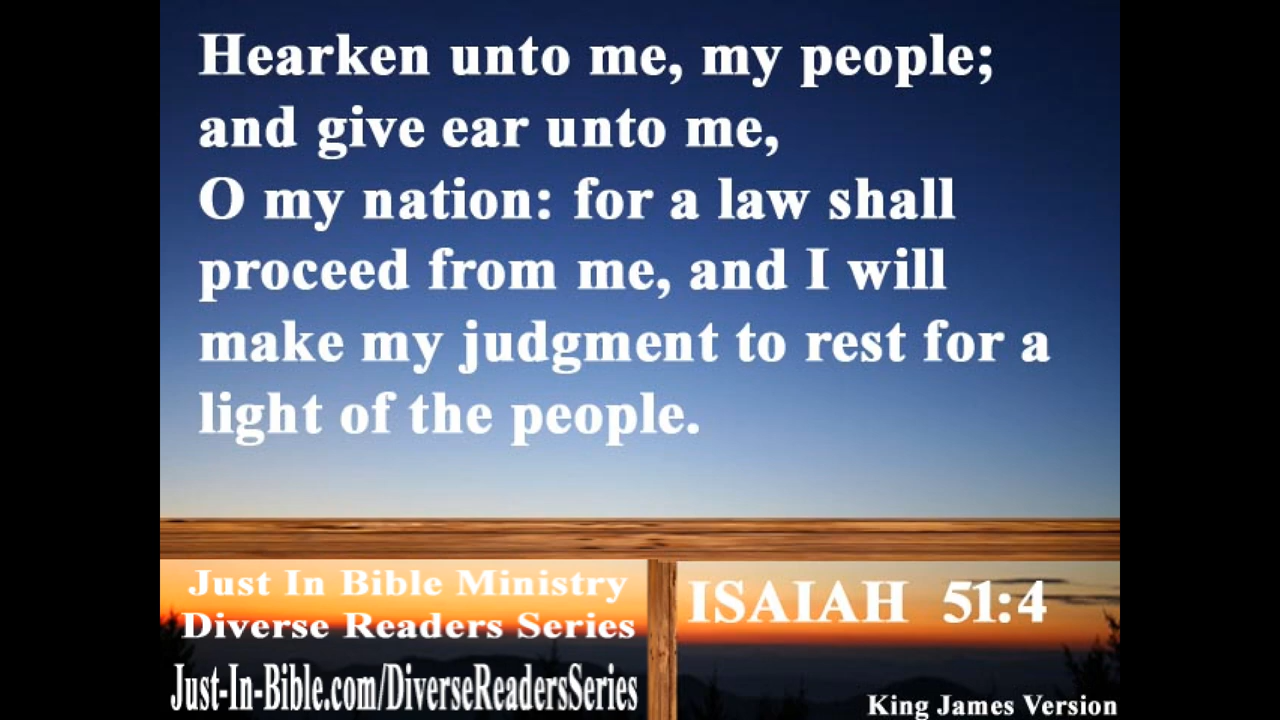 Hearken unto me, my people;
and give ear unto me,
O my nation: for a law shall
proceed from me, and I will
make my judgment to rest for a
light of the people.
Just In Bible Ministry
Diverse Readers Series
Just-In-Bible.com/DiverseReadersSeries
ISAIAH 51:4
King James Version